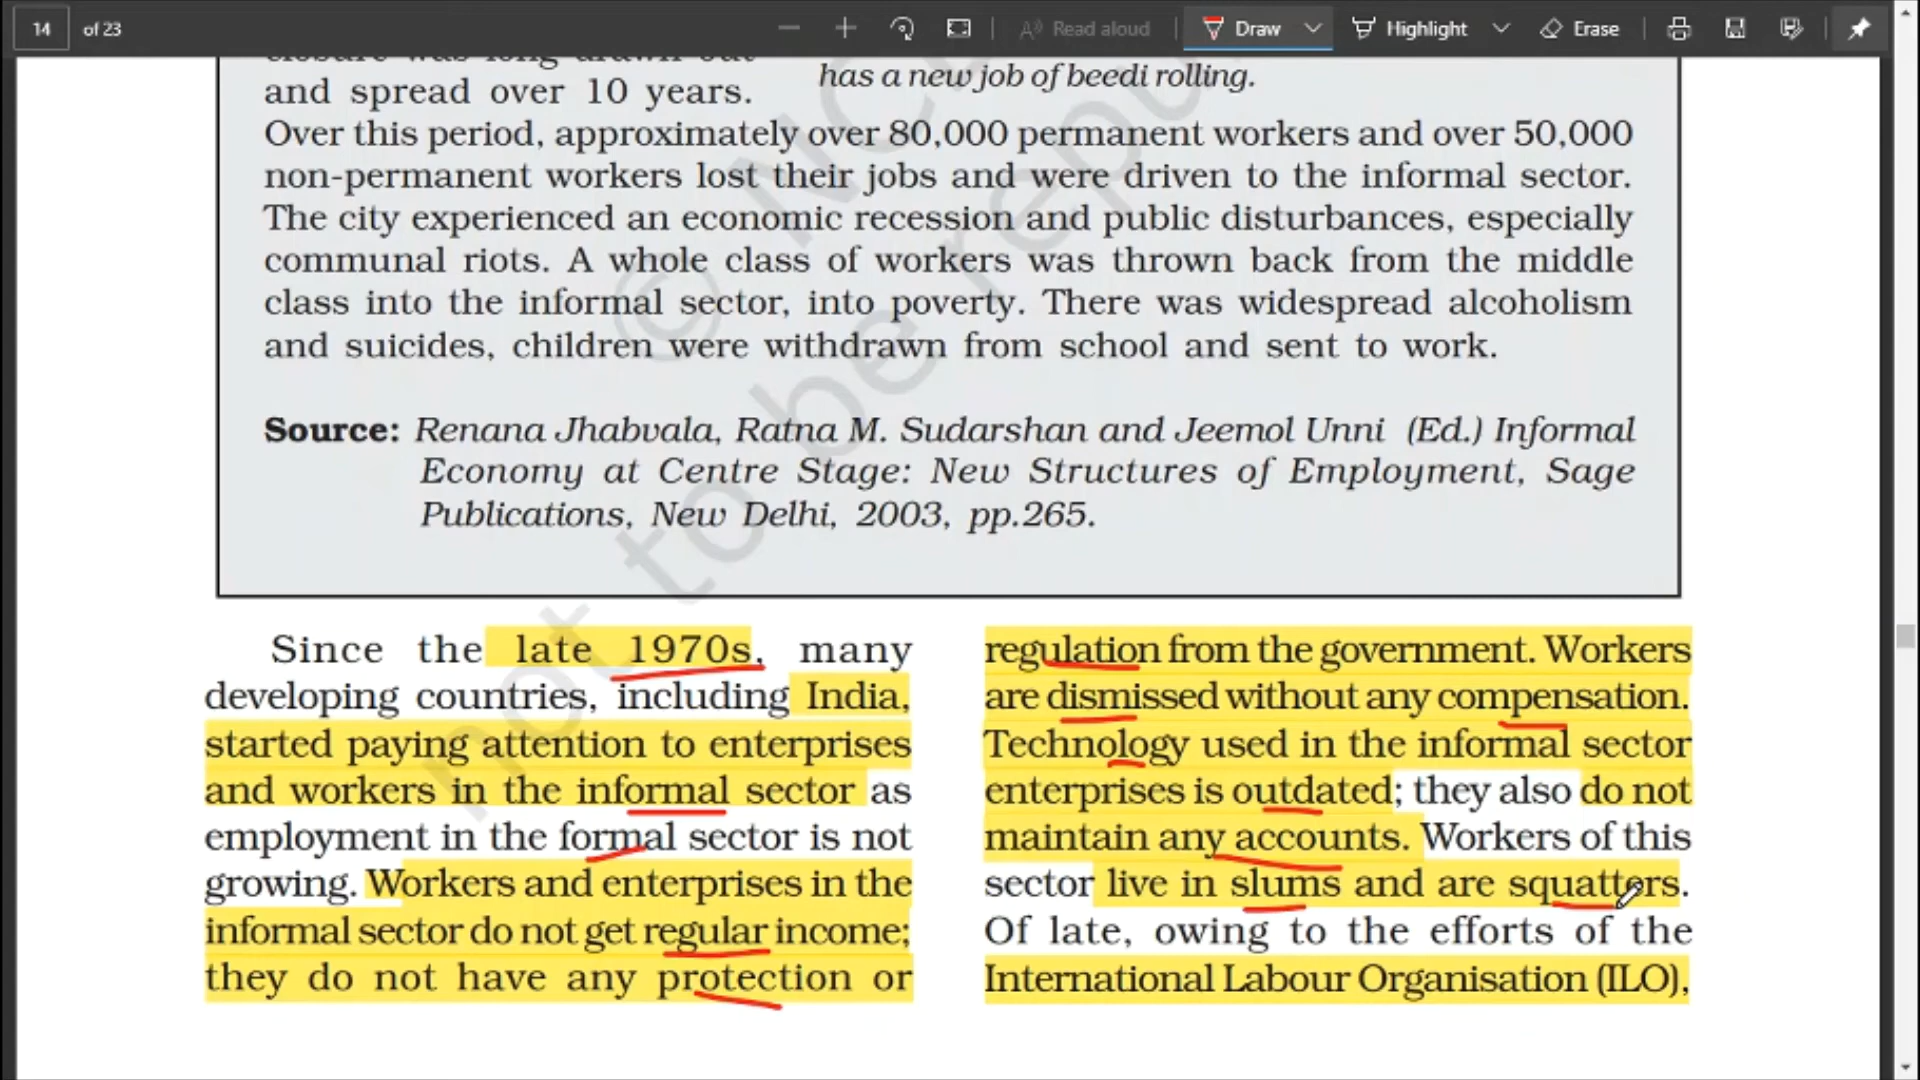 14 of 23
Read aloud
Draw
Highlight
Erase
and spread over 10 years.
has a new job of beedi rolling.
Over this period, approximately over 80,000 permanent workers and over 50,000
non-permanent workers lost their jobs and were driven to the informal sector.
The city experienced an economic recession and public disturbances, especially
communal riots. A whole class of workers was thrown back from the middle
class into the informal sector, into poverty. There was widespread alcoholism
and suicides, children were withdrawn from school and sent to work.
Source: Renana Jhabvala, Ratna M. Sudarshan and Jeemol Unni (Ed.) Informal
Economy at Centre Stage: New Structures of Employment, Sage
Publications, New Delhi, 2003, pp.265.
Since the late 1970s, many
developing countries, including India,
started paying attention to enterprises
and workers in the informal sector as
employment in the formal sector is not
growing. Workers and enterprises in the
informal sector do not get regular income;
they do not have any protection or
regulation from the government. Workers
are dismissed without any compensation.
Technology used in the informal sector
enterprises is outdated; they also do not
maintain any accounts. Workers of this
sector live in slums and are squatters.
Of late, owing to the efforts of the
International Labour Organisation (ILO),
not to be